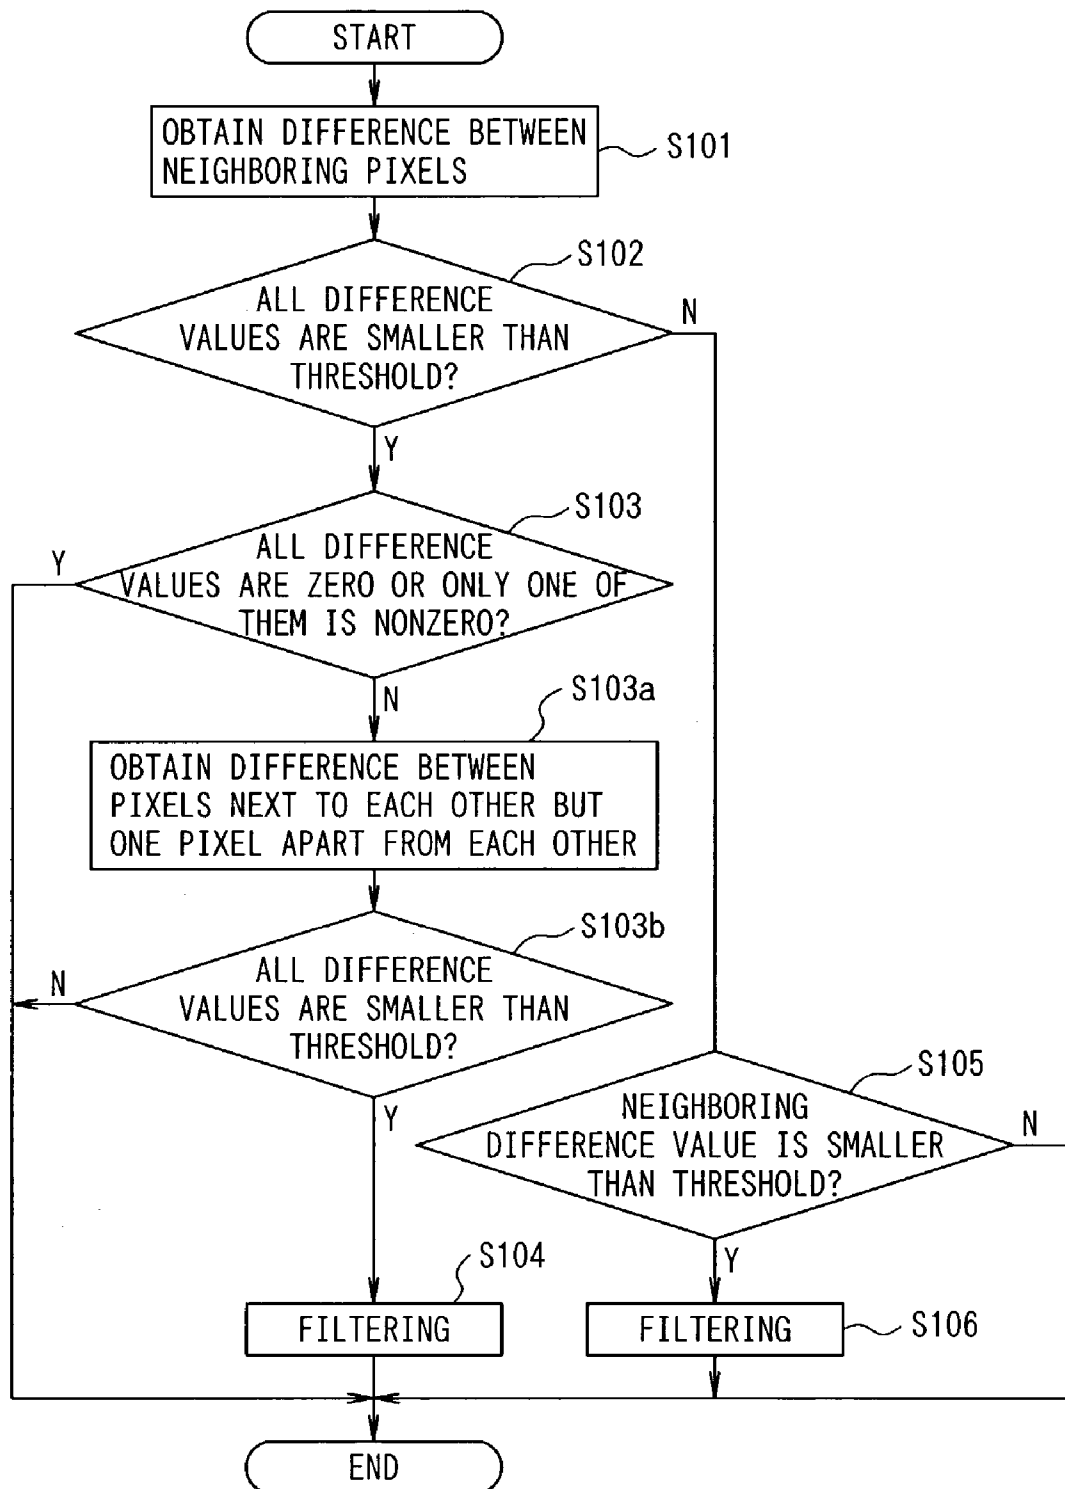 START
OBTAIN DIFFERENCE BETWEEN
NEIGHBORING PIXELS
S101
S102
ALL DIFFERENCE
VALUES ARE SMALLER THAN
THRESHOLD?
N
Y
S103
Y
ALL DIFFERENCE
VALUES ARE ZERO OR ONLY ONE OF
THEM IS NONZERO?
N
S103a
OBTAIN DIFFERENCE BETWEEN
PIXELS NEXT TO EACH OTHER BUT
ONE PIXEL APART FROM EACH OTHER
S103b
N
ALL DIFFERENCE
VALUES ARE SMALLER THAN
THRESHOLD?
Y
S105
NEIGHBORING
DIFFERENCE VALUE IS SMALLER
THAN THRESHOLD?
N
Y
S104
FILTERING
FILTERING
S106
END